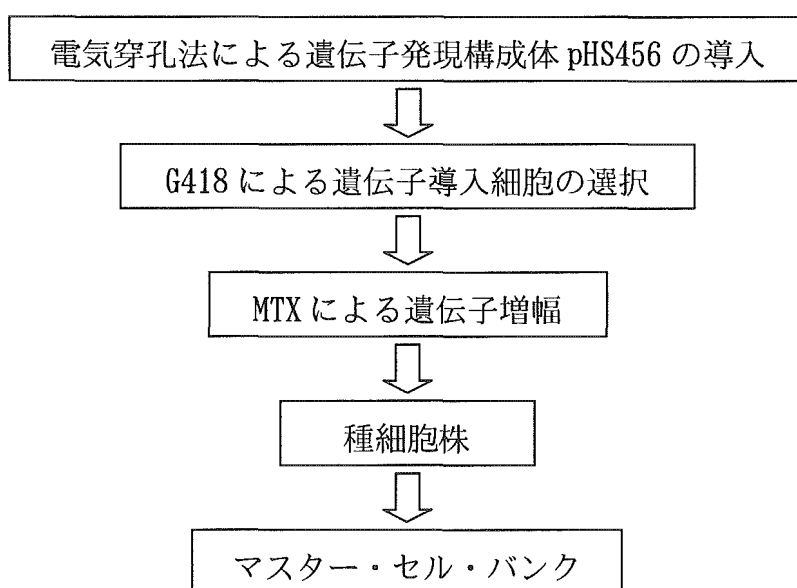 電気穿孔法による遺伝子発現構成体 pHS456 の導入
G418 による遺伝子導入細胞の選択
MTX による遺伝子増幅
種細胞株
マスター・セル・バンク